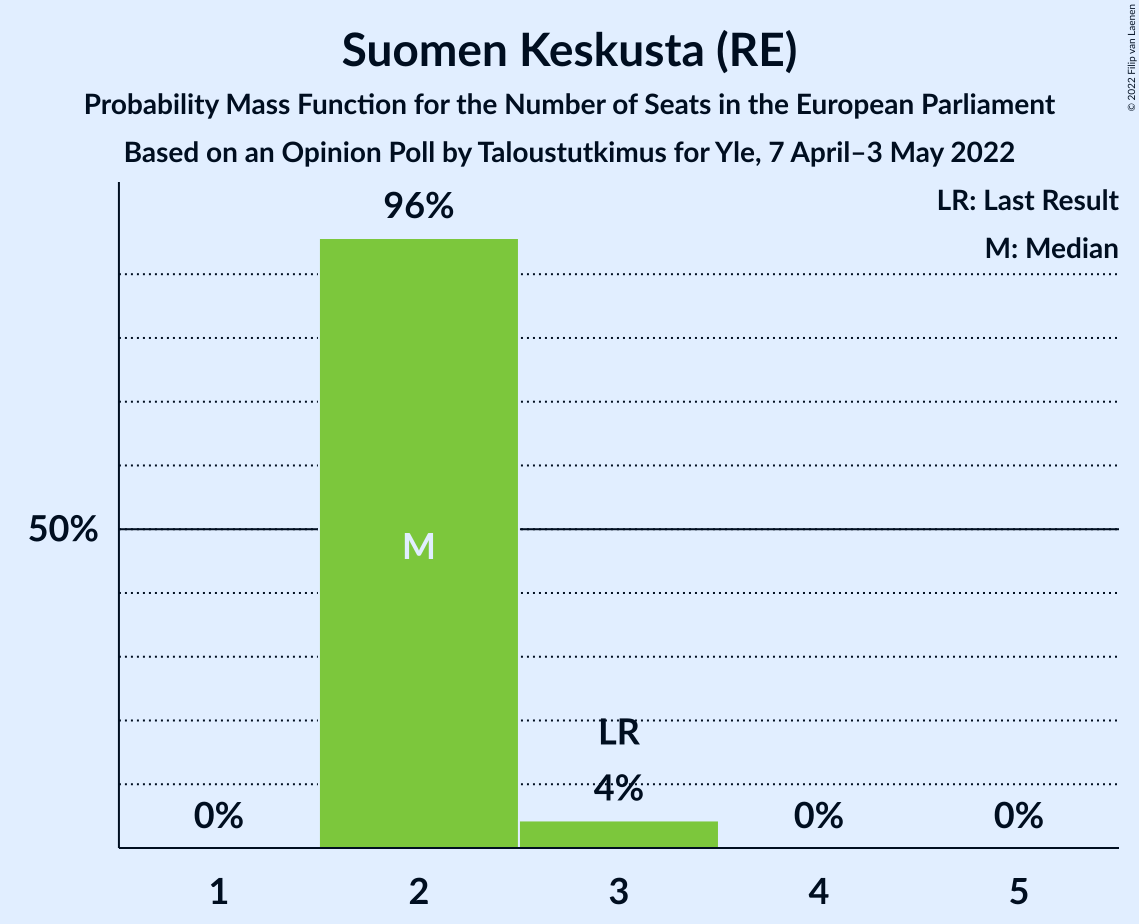 Suomen Keskusta (RE)
Probability Mass Function for the Number of Seats in the European Parliament
Based on an Opinion Poll by Taloustutkimus for Yle, 7 April–3 May 2022
© 2022 Filip van Laenen
LR: Last Result
M: Median
96%
50%
M
LR
4%
0%
0%
0%
1
2
3
4
5